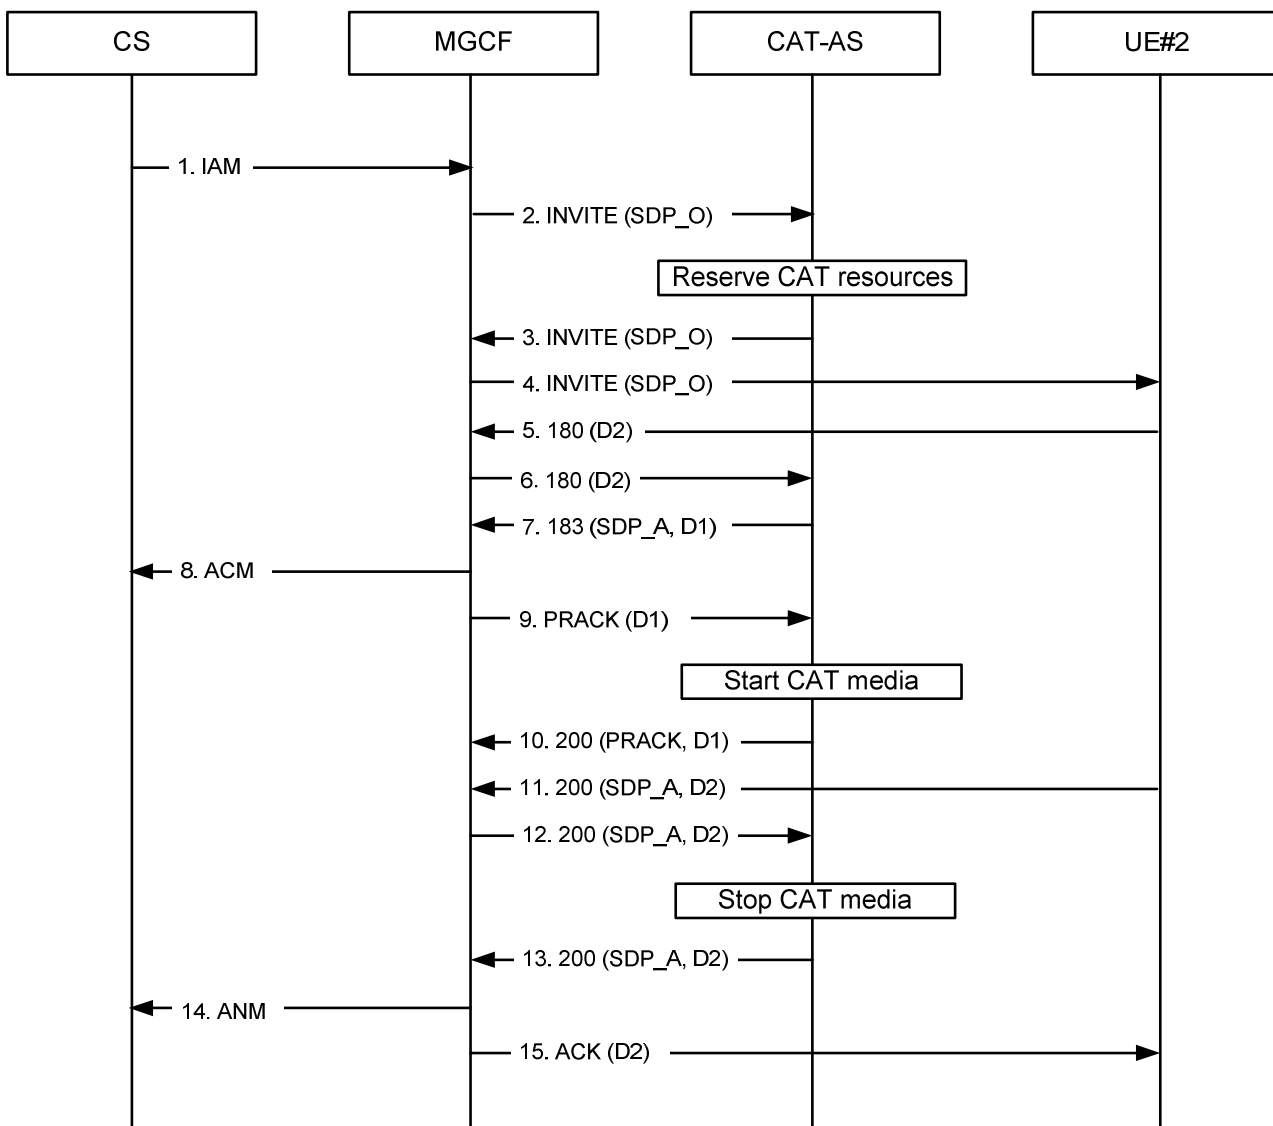 CS
MGCF
CAT-AS
UE#2
1. IAM
2. INVITE (SDP_O)
Reserve CAT resources
3. INVITE (SDP_O)
4. INVITE (SDP_O)
5. 180 (D2)
6. 180 (D2)
7. 183 (SDP_A, D1)
8. ACM
9. PRACK (D1)
Start CAT media
10. 200 (PRACK, D1)
11. 200 (SDP_A, D2)
12. 200 (SDP_A, D2)
Stop CAT media
13. 200 (SDP_A, D2)
14. ANM
15. ACK (D2)